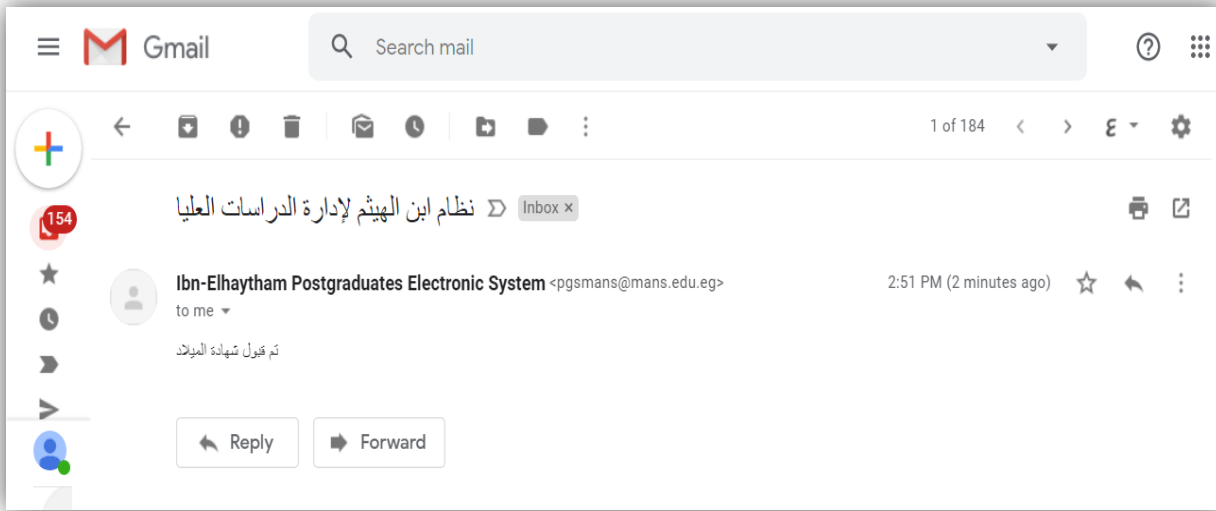 Gmail
Search mail
1 of 184
ع
نظام ابن الهيثم لإدارة الدراسات العليا
Inbox ×
154
Ibn-Elhaytham Postgraduates Electronic System <pgsmans@mans.edu.eg>
2:51 PM (2 minutes ago)
to me
تم قبول شهادة الميلاد
Reply
Forward